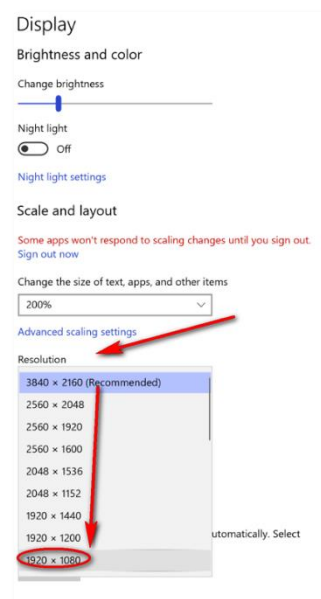 Display
Brightness and color
Change brightness
Night light
Off
Night light settings
Scale and layout
Some apps won't respond to scaling changes until you sign out.
Sign out now
Change the size of text, apps, and other items
200%
Advanced scaling settings
Resolution
3840 × 2160 (Recommended)
2560 × 2048
2560 × 1920
2560 × 1600
2048 × 1536
2048 × 1152
1920 × 1440
1920 × 1200
utomatically. Select
1920 × 1080